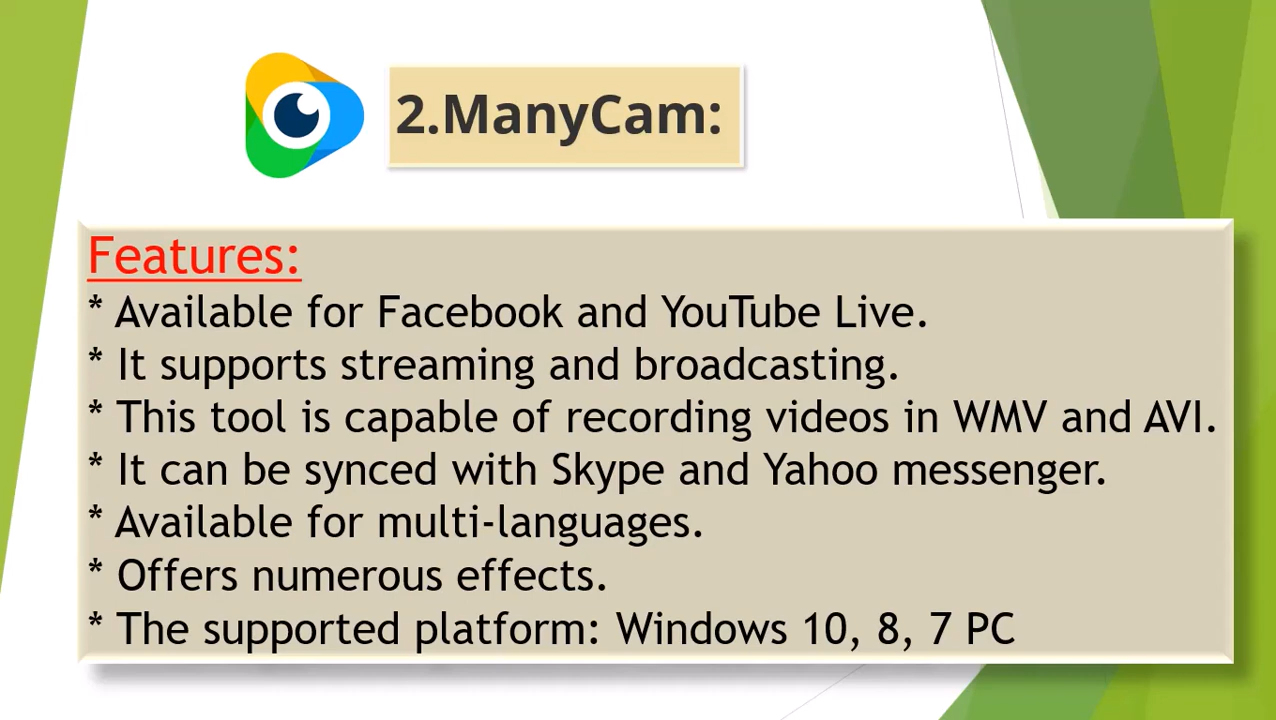 2.ManyCam:
Features:
* Available for Facebook and YouTube Live.
* It supports streaming and broadcasting.
* This tool is capable of recording videos in WMV and AVI.
* It can be synced with Skype and Yahoo messenger.
* Available for multi-languages.
* Offers numerous effects.
* The supported platform: Windows 10, 8, 7 PC